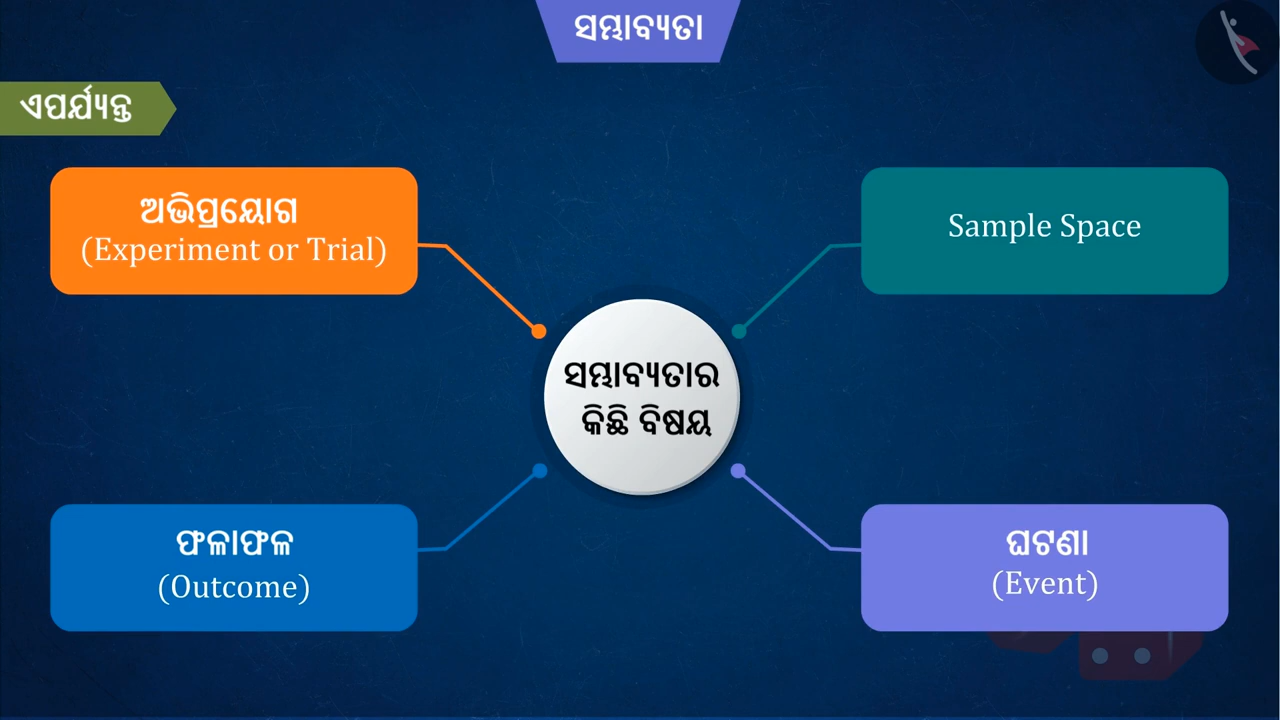 ସମ୍ଭାବ୍ୟତା
ଏପର୍ଯ୍ୟନ୍ତ
ଅଭିପ୍ରୟୋଗ
(Experiment or Trial)
Sample Space
ସମ୍ଭାବ୍ୟତାର
କିଛି ବିଷୟ
ଫଳାଫଳ
(Outcome)
ଘଟଣା
(Event)